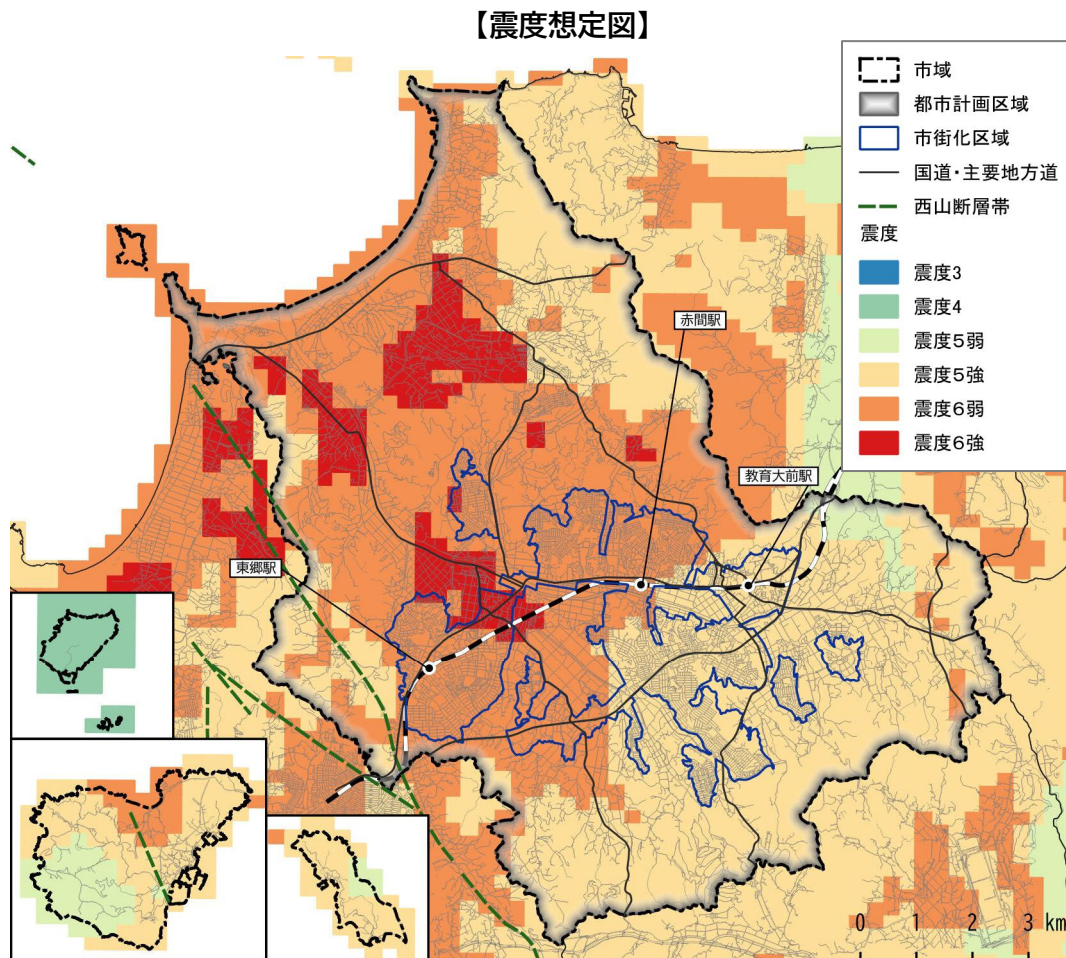 【震度想定図】
市域
都市計画区域
市街化区域
国道・主要地方道
西山断層帯
震度
震度3
震度4
震度5弱
震度5強
震度6弱
震度6強
赤間駅
教育大前駅
東郷駅
0 1 2 3 km